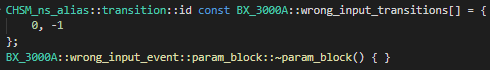 CHSM_ns_alias::transition::id const BX_3000A::wrong_input_transitions[] = {
    0, -1
};
BX_3000A::wrong_input_event::param_block::~param_block() { }